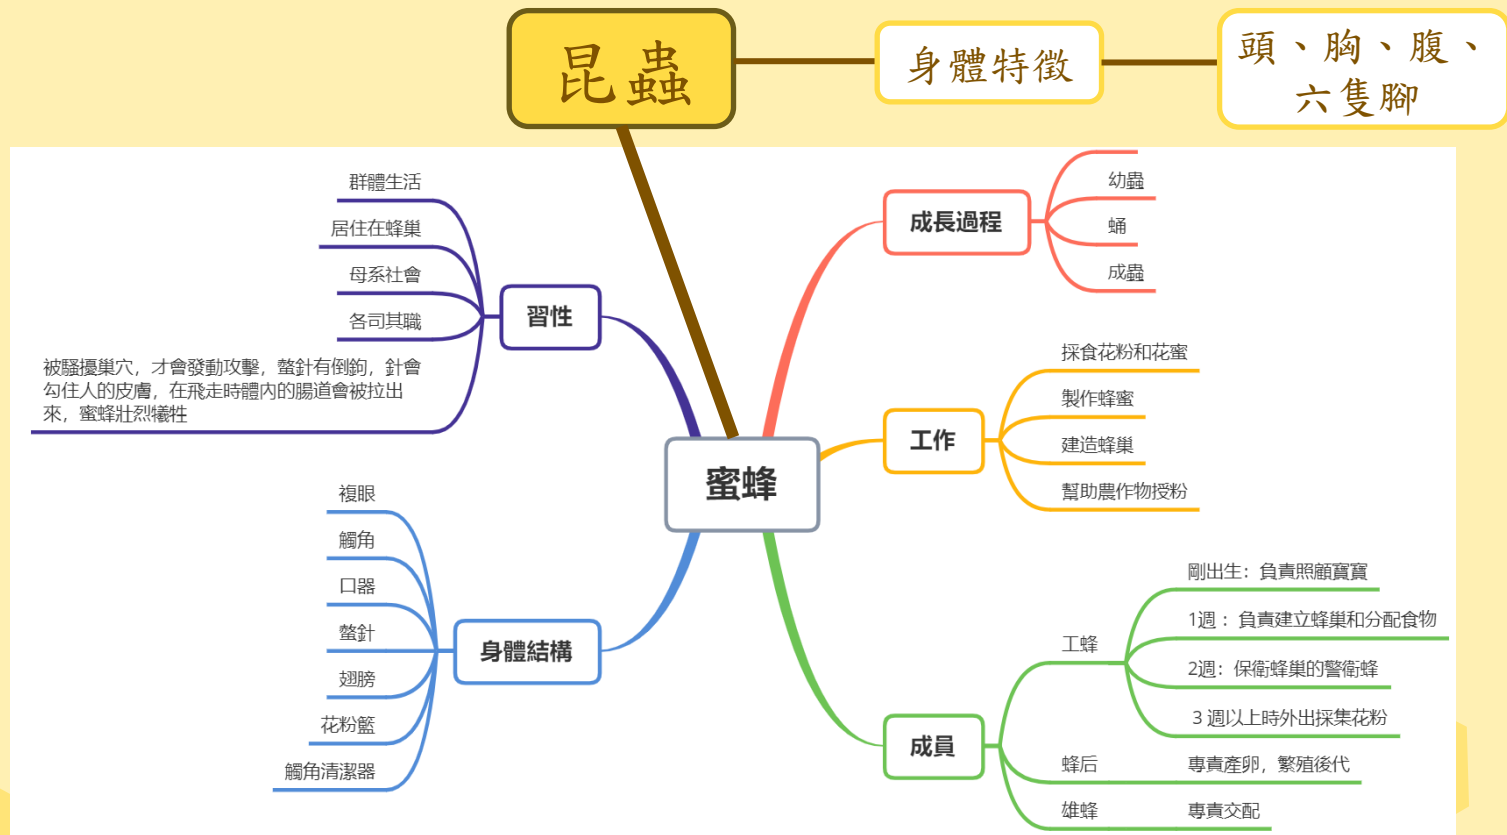 昆蟲
身體特徵
頭、胸、腹、
六隻腳
蜜蜂
成長過程
幼蟲
蛹
成蟲
工作
採食花粉和花蜜
製作蜂蜜
建造蜂巢
幫助農作物授粉
成員
工蜂
剛出生：負責照顧寶寶
1週：負責建立蜂巢和分配食物
2週：保衛蜂巢的警衛蜂
3 週以上時外出採集花粉
蜂后
專責產卵，繁殖後代
雄蜂
專責交配
習性
群體生活
居住在蜂巢
母系社會
各司其職
被騷擾巢穴，才會發動攻擊，螫針有倒鉤，針會
勾住人的皮膚，在飛走時體內的腸道會被拉出
來，蜜蜂壯烈犧牲
身體結構
複眼
觸角
口器
螫針
翅膀
花粉籃
觸角清潔器